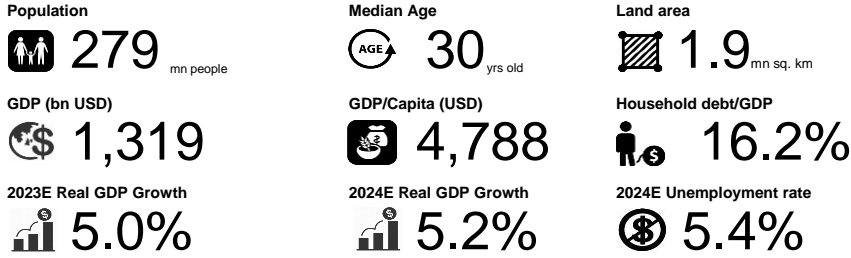 Population
279 mn people
Median Age
AGE
30 yrs old
Land area
1.9 mn sq. km
GDP (bn USD)
$ 1,319
GDP/Capita (USD)
4,788
Household debt/GDP
$ 16.2%
2023E Real GDP Growth
$ 5.0%
2024E Real GDP Growth
$ 5.2%
2024E Unemployment rate
$ 5.4%